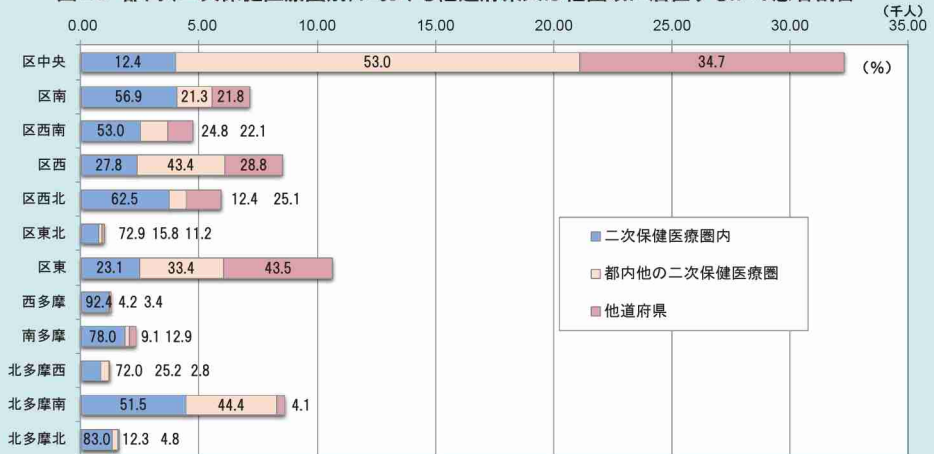 (千人)
0.00 5.00 10.00 15.00 20.00 25.00 30.00 35.00
区中央 12.4 53.0 34.7 (%)
区南 56.9 21.3 21.8
区西南 53.0 24.8 22.1
区西 27.8 43.4 28.8
区西北 62.5 12.4 25.1
区東北 72.9 15.8 11.2
区東 23.1 33.4 43.5
西多摩 92.4 4.2 3.4
南多摩 78.0 9.1 12.9
北多摩西 72.0 25.2 2.8
北多摩南 51.5 44.4 4.1
北多摩北 83.0 12.3 4.8
二次保健医療圏内
都内他の二次保健医療圏
他道府県